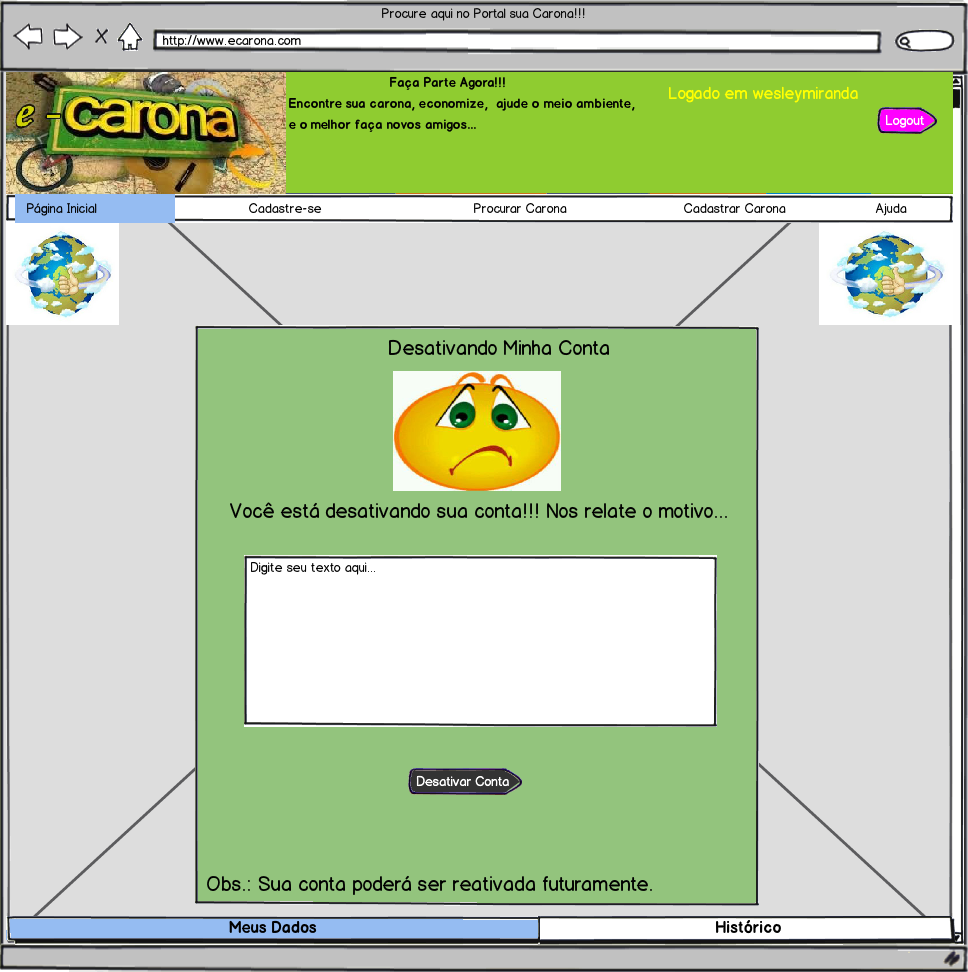 Procure aqui no Portal sua Carona!!!
http://www.ecarona.com
e - carona
Faça Parte Agora!!!
Encontre sua carona, economize, ajude o meio ambiente,
e o melhor faça novos amigos...
Logado em wesleymiranda
Logout
Página Inicial
Cadastre-se
Procurar Carona
Cadastrar Carona
Ajuda
Desativando Minha Conta
Você está desativando sua conta!!! Nos relate o motivo...
Digite seu texto aqui...
Desativar Conta
Obs.: Sua conta poderá ser reativada futuramente.
Meus Dados
Histórico